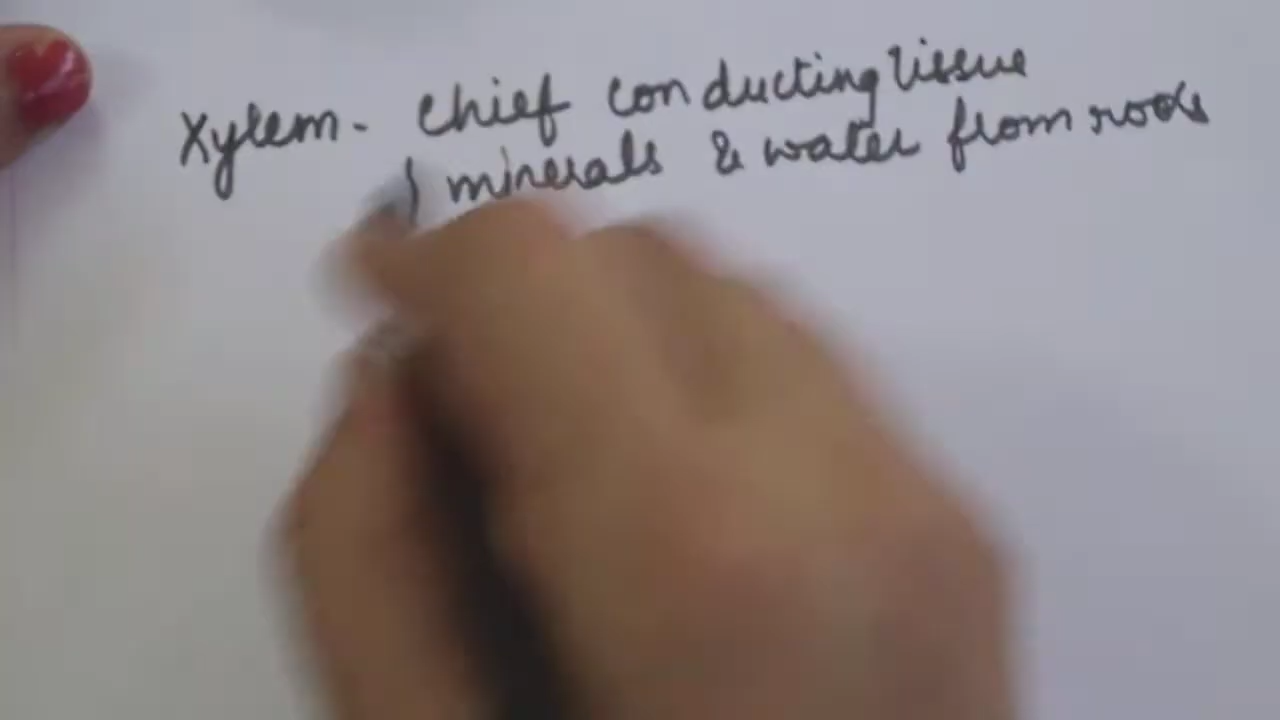 Xylem - Chief conducting tissue
minerals & water from roots